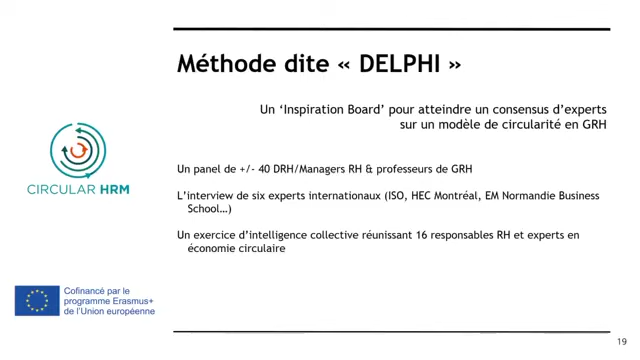 Méthode dite « DELPHI »
Un ‘Inspiration Board’ pour atteindre un consensus d’experts
sur un modèle de circularité en GRH
CIRCULAR HRM
Un panel de +/- 40 DRH/Managers RH & professeurs de GRH
L’interview de six experts internationaux (ISO, HEC Montréal, EM Normandie Business
School…)
Un exercice d’intelligence collective réunissant 16 responsables RH et experts en
économie circulaire
Cofinancé par le
programme Erasmus+
de l’Union européenne
19